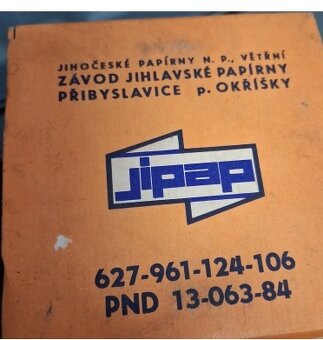 JIHOČESKÉ PAPÍRNY N. P., VĚTŘNÍ
ZÁVOD JIHLAVSKÉ PAPÍRNY
PŘIBYSLAVICE p. OKŘÍŠKY
jipap
627-961-124-106
PND 13-063-84